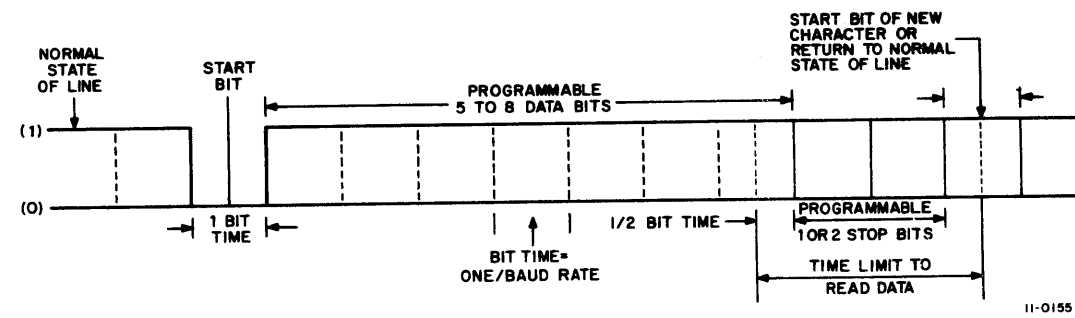 START BIT OF NEW
CHARACTER OR
RETURN TO NORMAL
STATE OF LINE
NORMAL
STATE
OF LINE
START
BIT
PROGRAMMABLE
5 TO 8 DATA BITS
(1)
(0)
1 BIT
TIME
BIT TIME=
ONE/BAUD RATE
1/2 BIT TIME
PROGRAMMABLE
1 OR 2 STOP BITS
TIME LIMIT TO
READ DATA
11-0155